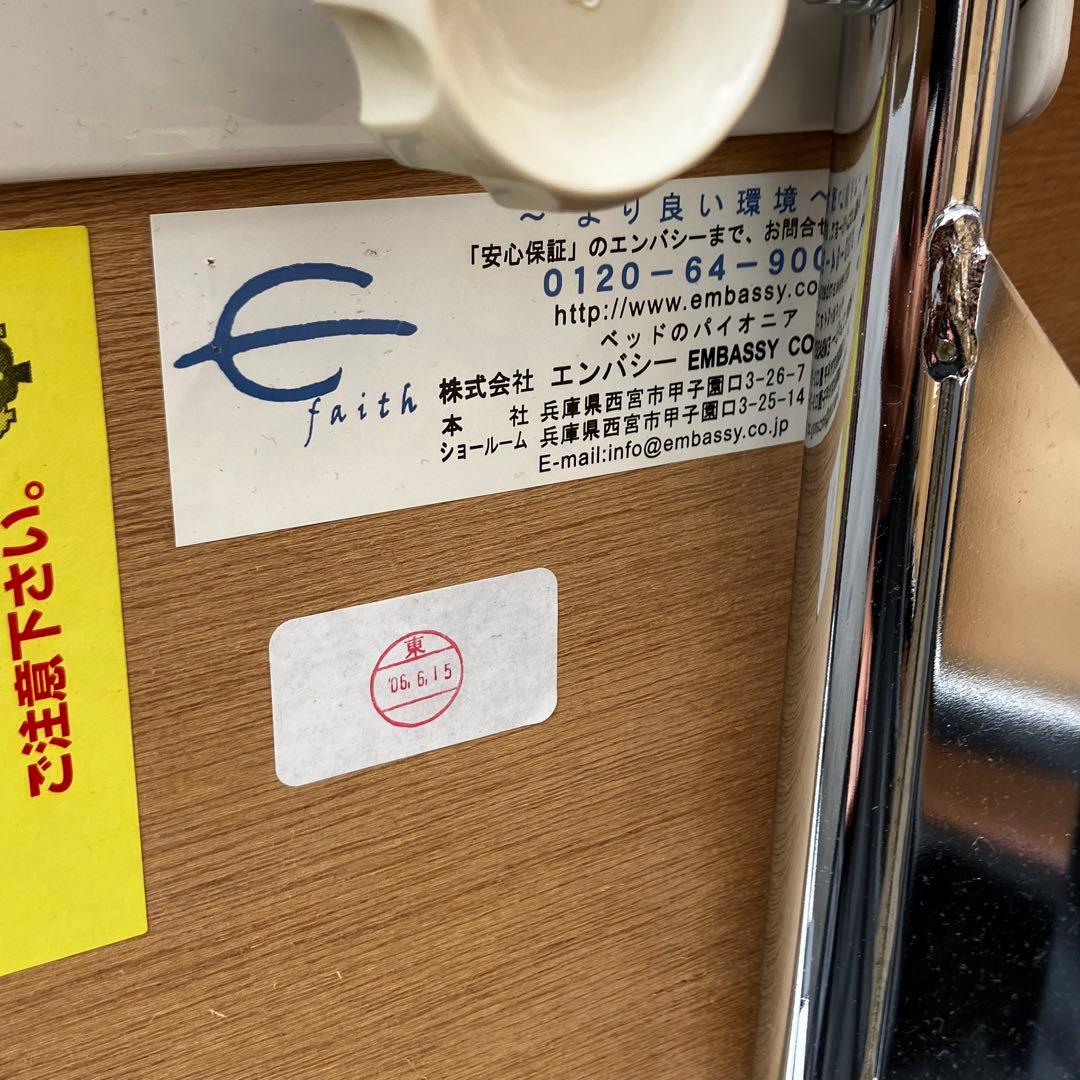 ~より良い環境へ
「安心保証」のエンバシーまで、お問合せ
0120-64-900
http://www.embassy.co
ベッドのパイオニア
株式会社 エンバシー EMBASSY CO
本 社 兵庫県西宮市甲子園口3-26-7
ショールーム 兵庫県西宮市甲子園口3-25-14
E-mail:info@embassy.co.jp
faith
東
'06. 6. 15
ご注意下さい。